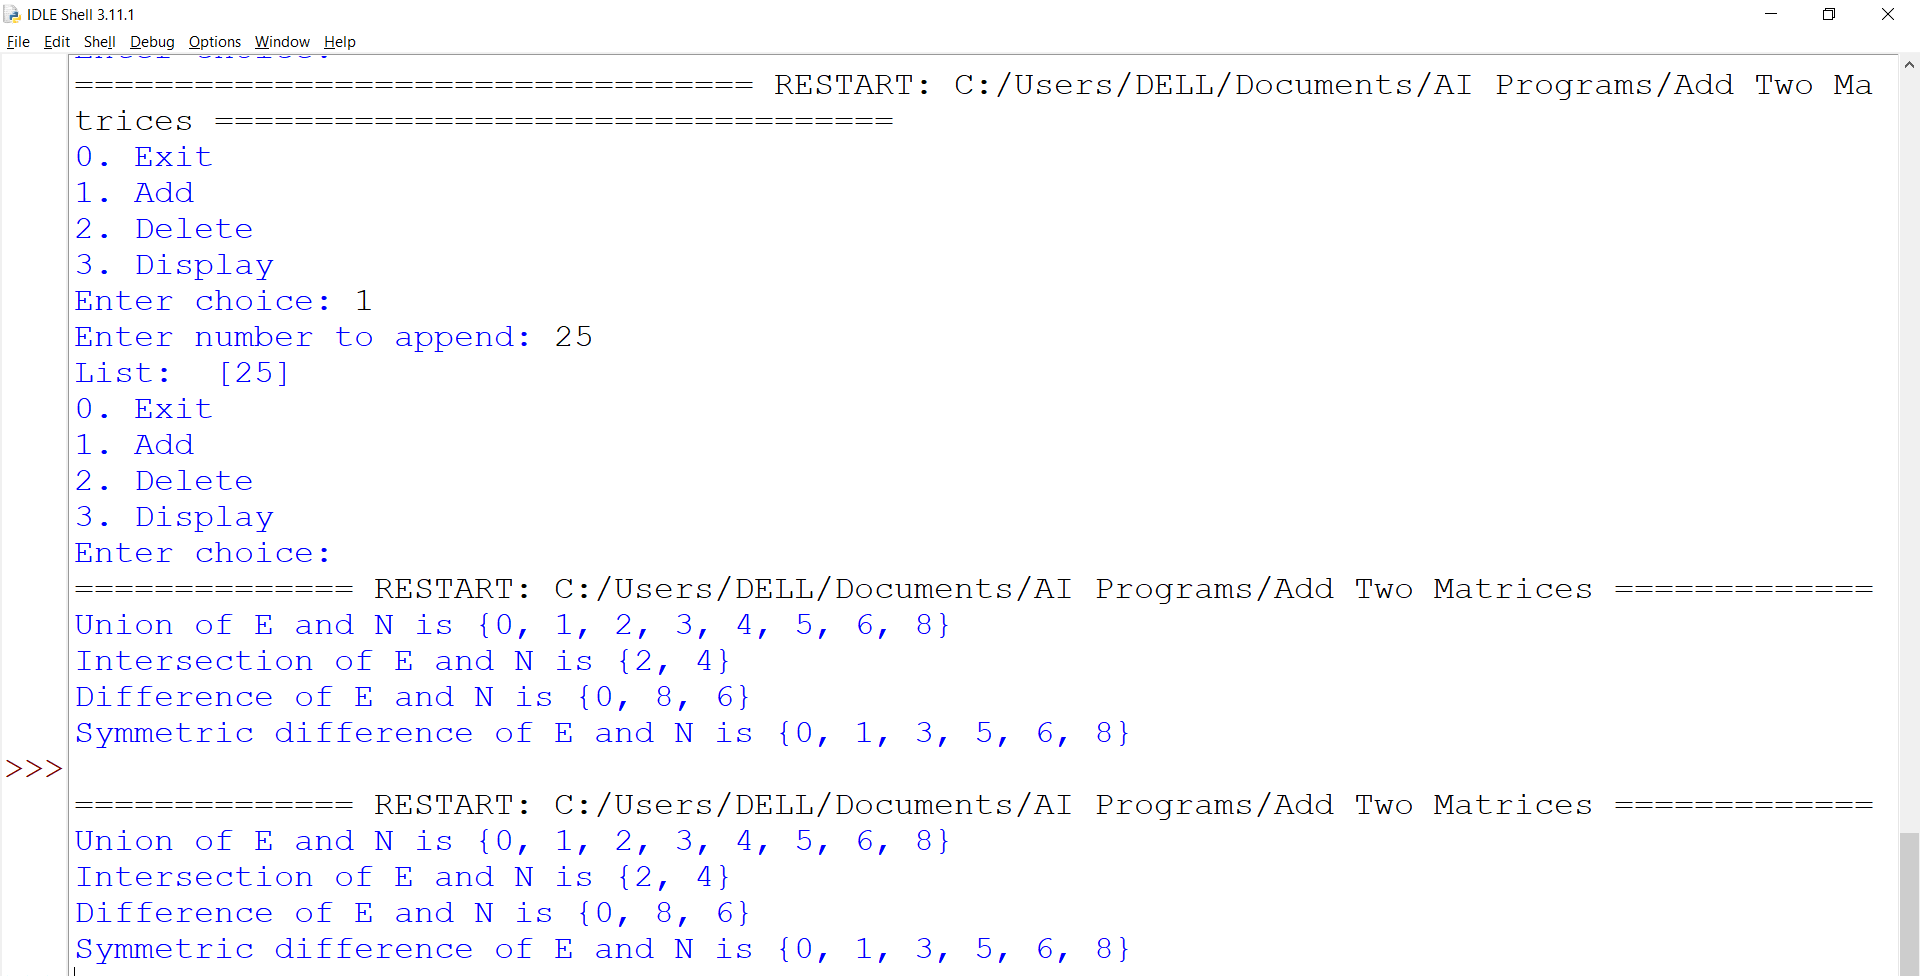 IDLE Shell 3.11.1
File Edit Shell Debug Options Window Help
Enter choice:
================================== RESTART: C:/Users/DELL/Documents/AI Programs/Add Two Ma
trices ==================================
0. Exit
1. Add
2. Delete
3. Display
Enter choice: 1
Enter number to append: 25
List:  [25]
0. Exit
1. Add
2. Delete
3. Display
Enter choice:
============== RESTART: C:/Users/DELL/Documents/AI Programs/Add Two Matrices =============
Union of E and N is {0, 1, 2, 3, 4, 5, 6, 8}
Intersection of E and N is {2, 4}
Difference of E and N is {0, 8, 6}
Symmetric difference of E and N is {0, 1, 3, 5, 6, 8}
>>>
============== RESTART: C:/Users/DELL/Documents/AI Programs/Add Two Matrices =============
Union of E and N is {0, 1, 2, 3, 4, 5, 6, 8}
Intersection of E and N is {2, 4}
Difference of E and N is {0, 8, 6}
Symmetric difference of E and N is {0, 1, 3, 5, 6, 8}